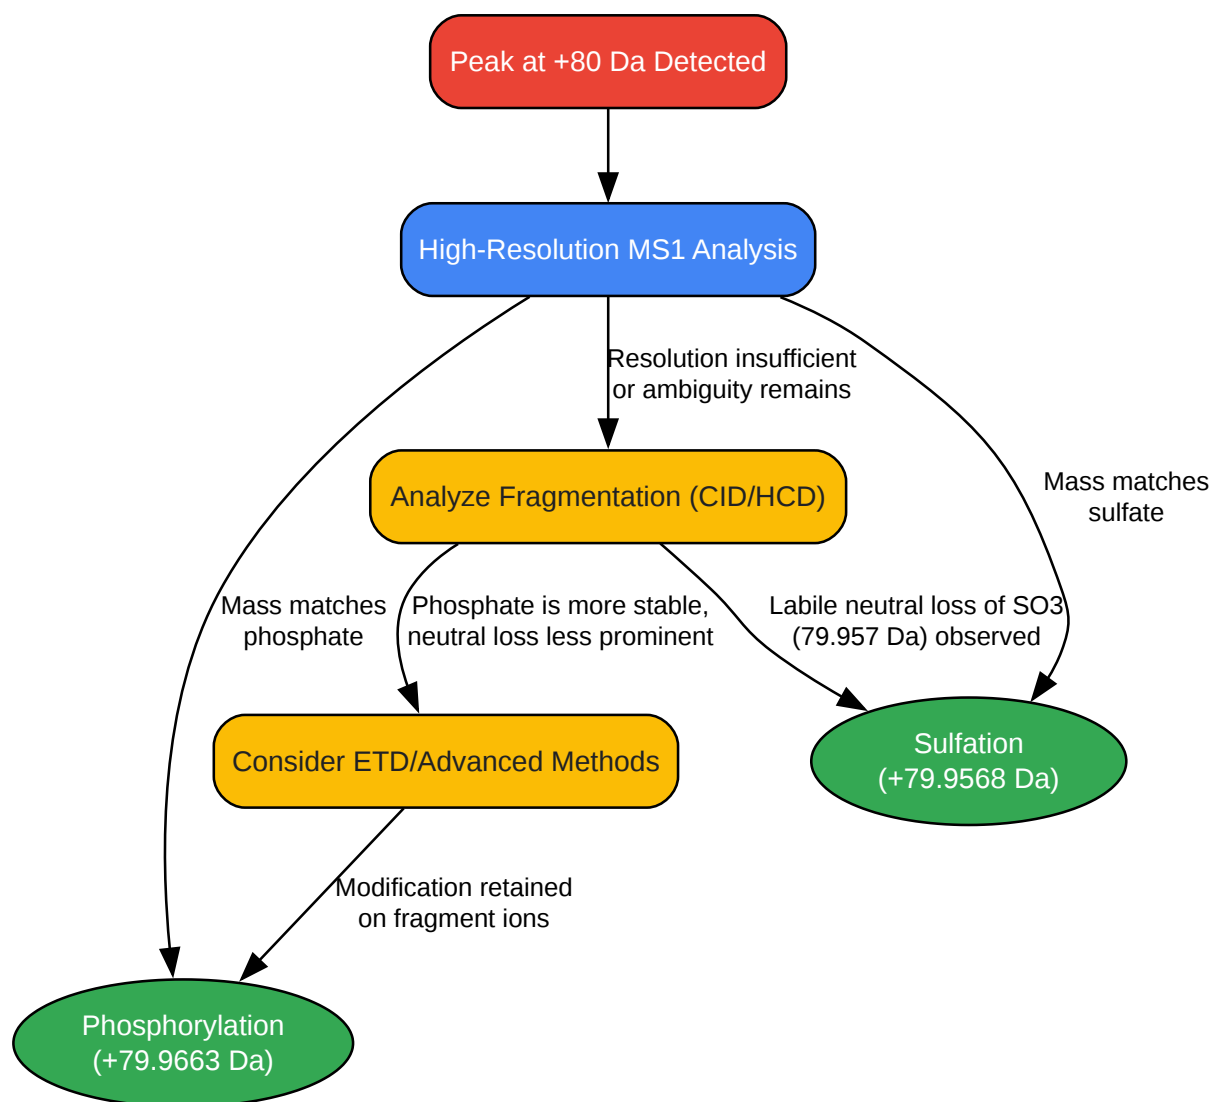 Peak at +80 Da Detected
High-Resolution MS1 Analysis
Resolution insufficient
or ambiguity remains
Mass matches
sulfate
Analyze Fragmentation (CID/HCD)
Mass matches
phosphate
Phosphate is more stable,
neutral loss less prominent
Labile neutral loss of SO3
(79.957 Da) observed
Consider ETD/Advanced Methods
Sulfation
(+79.9568 Da)
Modification retained
on fragment ions
Phosphorylation
(+79.9663 Da)